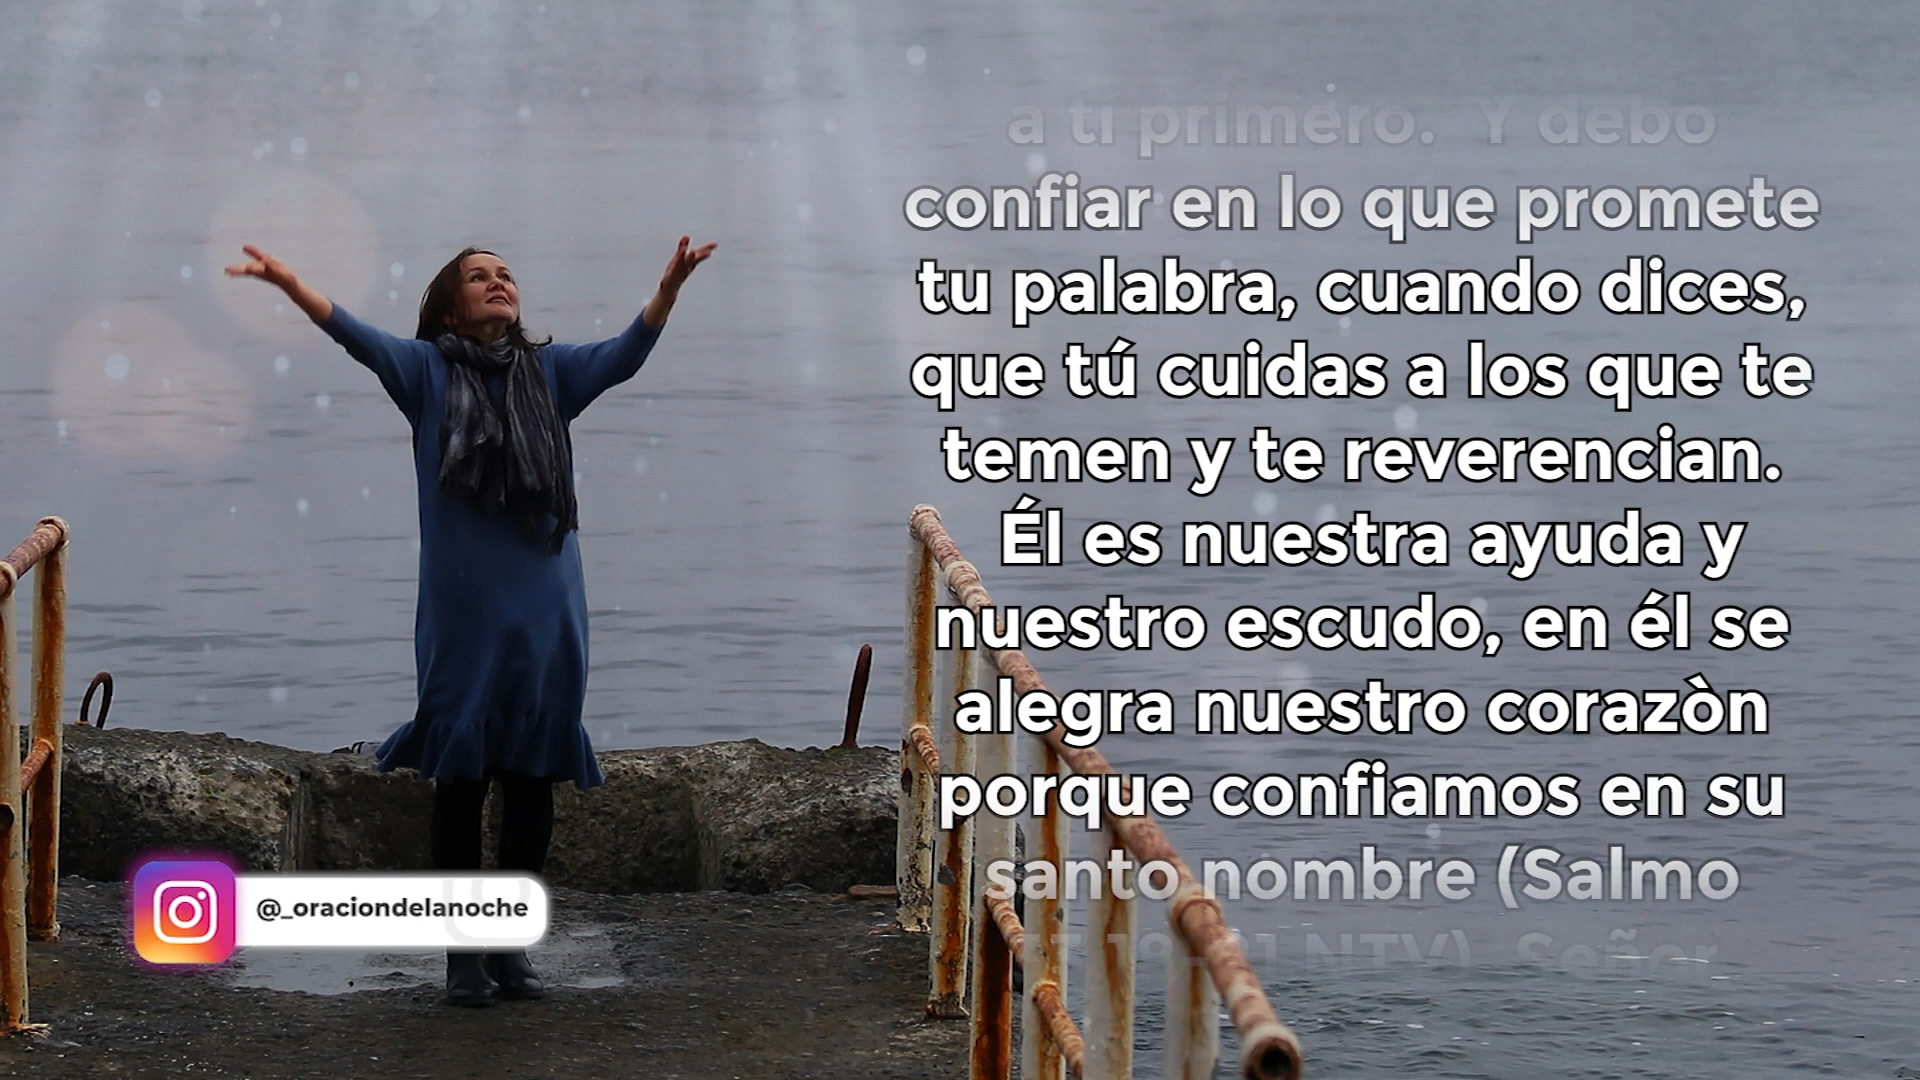 a ti primero. Y debo
confiar en lo que promete
tu palabra, cuando dices,
que tú cuidas a los que te
temen y te reverencian.
Él es nuestra ayuda y
nuestro escudo, en él se
alegra nuestro corazòn
porque confiamos en su
santo nombre (Salmo
NTV). Señor
@_oraciondelanoche